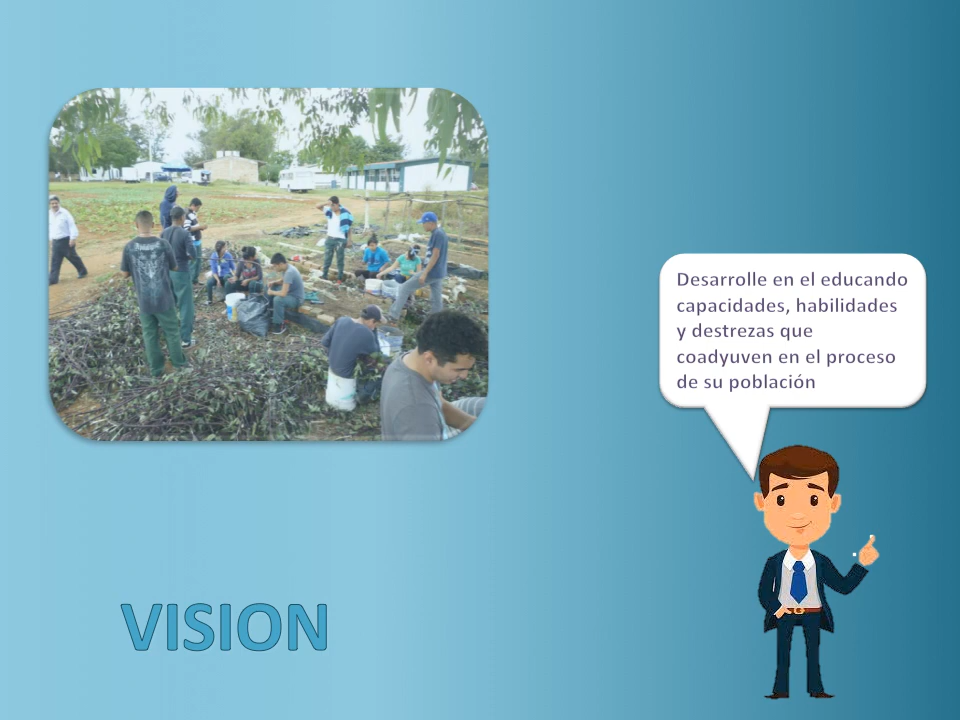 Desarrolle en el educando
capacidades, habilidades
y destrezas que
coadyuven en el proceso
de su población
VISION